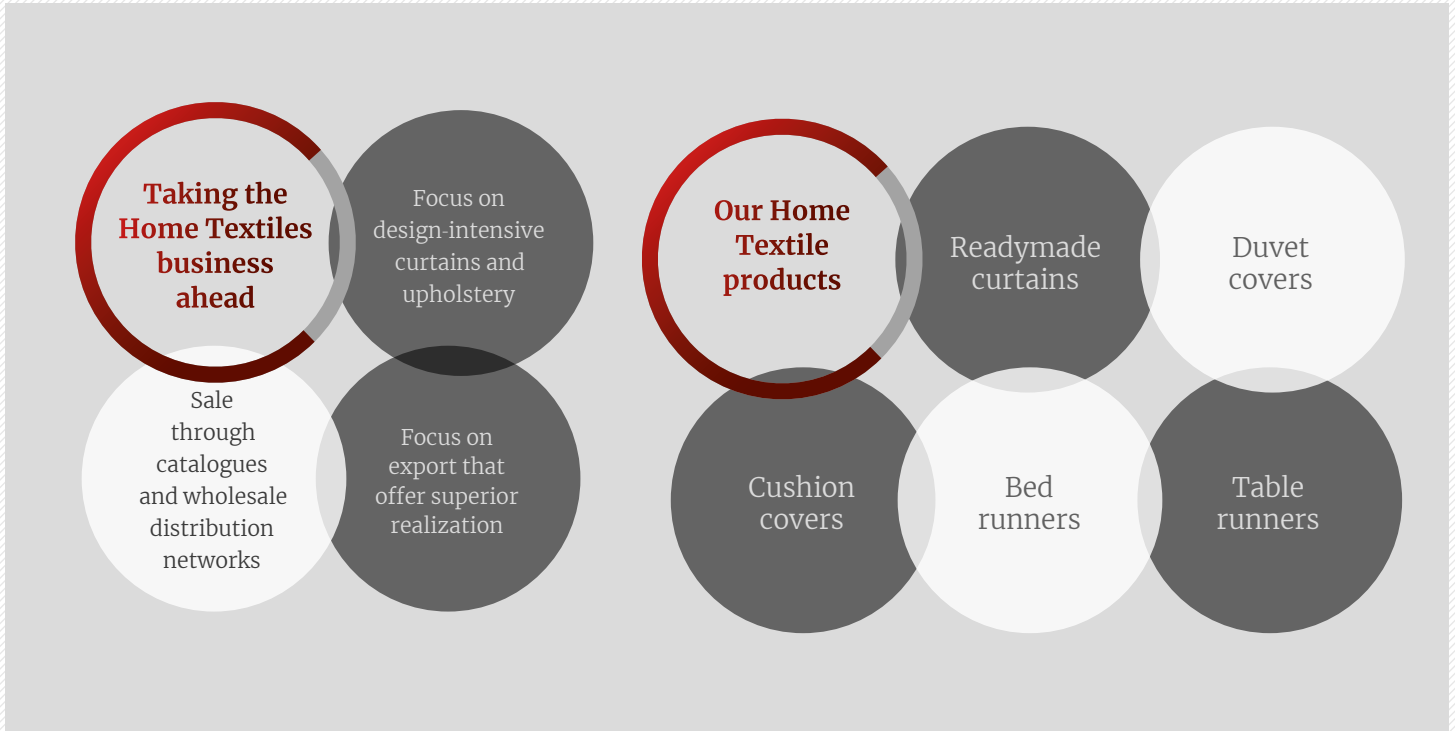 Taking the
Home Textiles
business
ahead
Focus on
design-intensive
curtains and
upholstery
Sale
through
catalogues
and wholesale
distribution
networks
Focus on
export that
offer superior
realization
Our Home
Textile
products
Readymade
curtains
Duvet
covers
Cushion
covers
Bed
runners
Table
runners